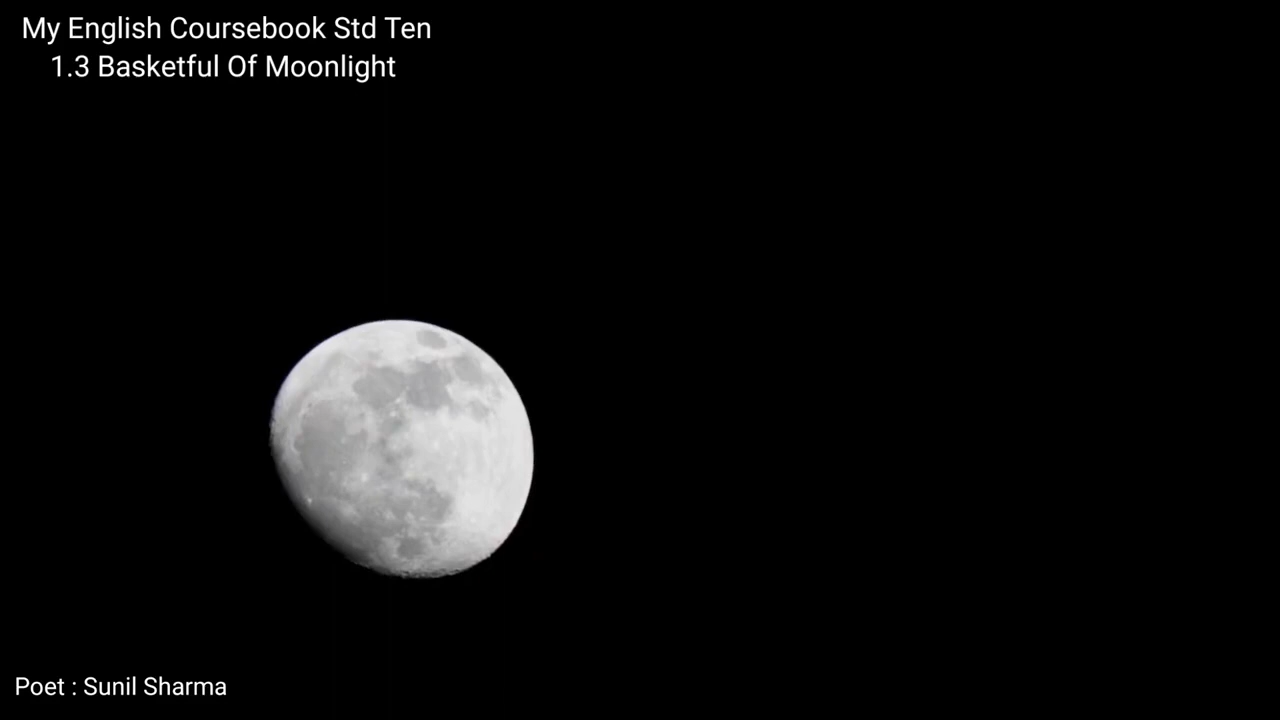 My English Coursebook Std Ten
1.3 Basketful Of Moonlight
Poet : Sunil Sharma